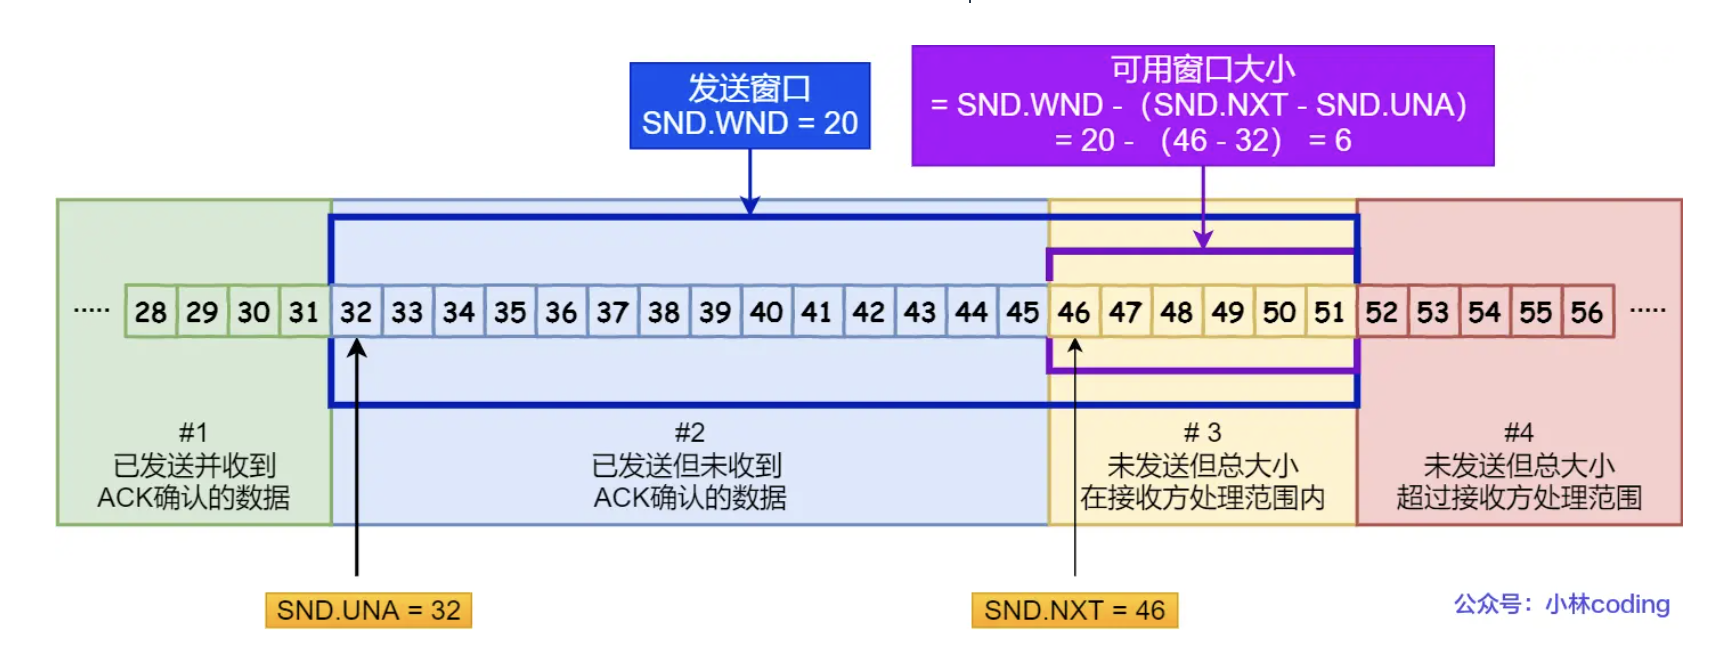 发送窗口
SND.WND = 20
可用窗口大小
= SND.WND -（SND.NXT - SND.UNA）
= 20 - （46 - 32） = 6
..... 28 29 30 31 32 33 34 35 36 37 38 39 40 41 42 43 44 45 46 47 48 49 50 51 52 53 54 55 56 .....
#1
已发送并收到
ACK确认的数据
#2
已发送但未收到
ACK确认的数据
# 3
未发送但总大小
在接收方处理范围内
#4
未发送但总大小
超过接收方处理范围
SND.UNA = 32
SND.NXT = 46
公众号：小林coding